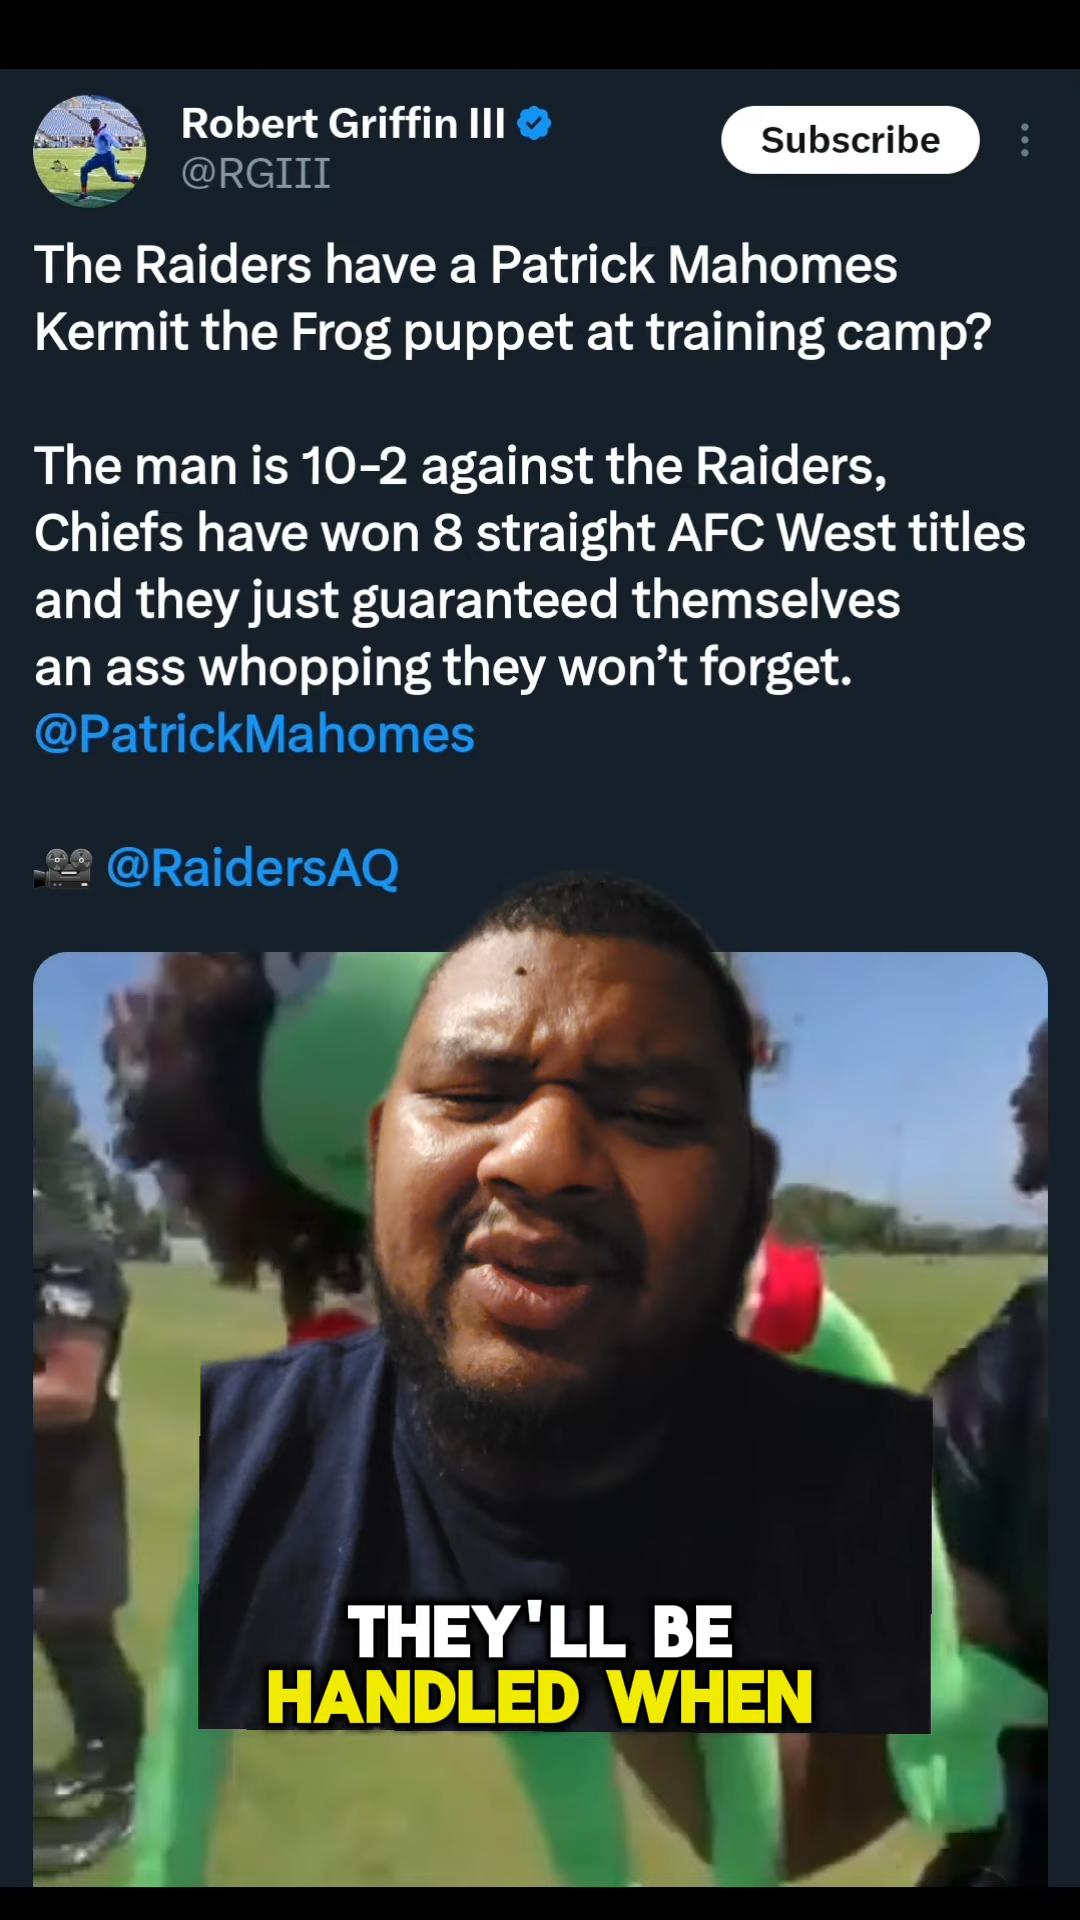 Robert Griffin III
@RGIII
Subscribe
The Raiders have a Patrick Mahomes
Kermit the Frog puppet at training camp?
The man is 10-2 against the Raiders,
Chiefs have won 8 straight AFC West titles
and they just guaranteed themselves
an ass whopping they won’t forget.
@PatrickMahomes
@RaidersAQ
THEY'LL BE
HANDLED WHEN